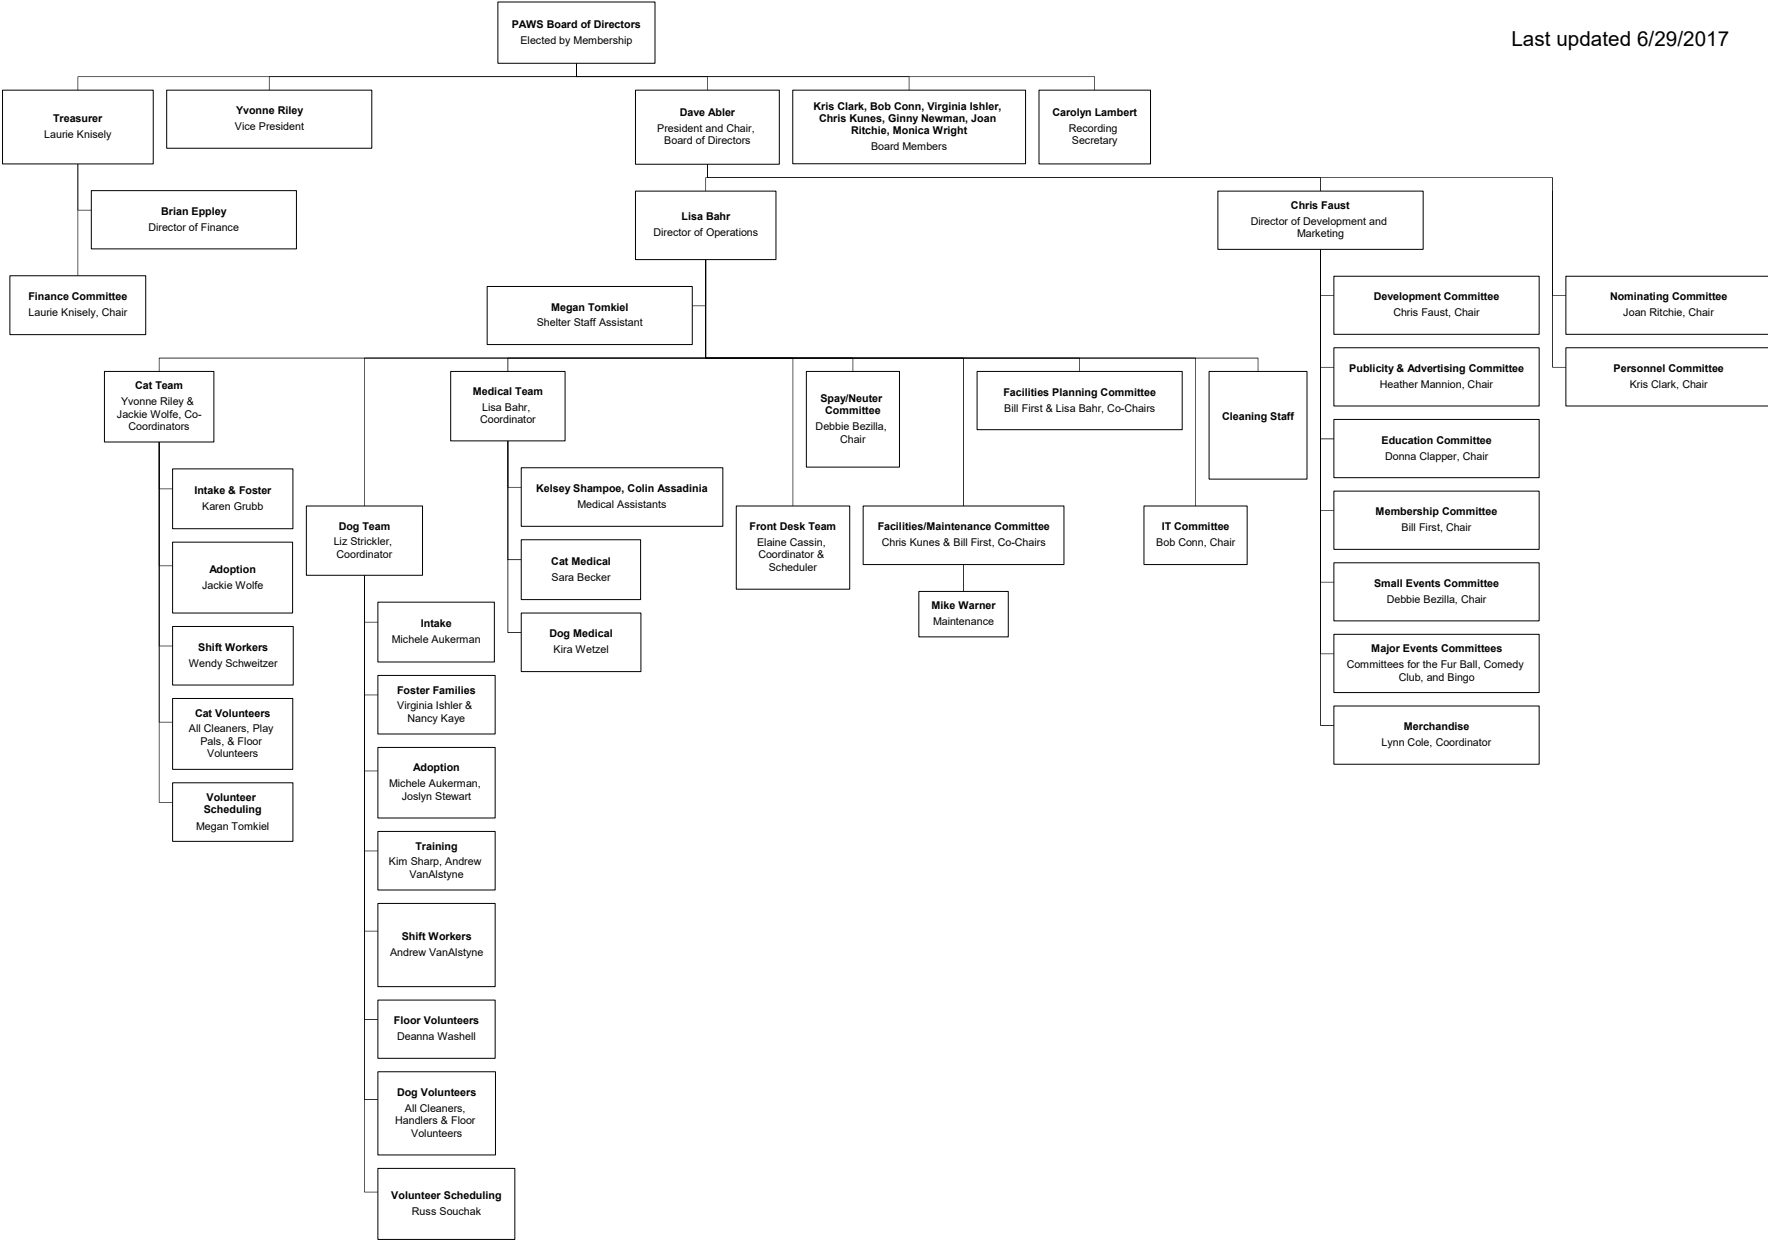 PAWS Board of Directors
Elected by Membership
Last updated 6/29/2017
Treasurer
Laurie Knisely
Yvonne Riley
Vice President
Dave Abler
President and Chair,
Board of Directors
Kris Clark, Bob Conn, Virginia Ishler,
Chris Kunes, Ginny Newman, Joan
Ritchie, Monica Wright
Board Members
Carolyn Lambert
Recording
Secretary
Brian Eppley
Director of Finance
Lisa Bahr
Director of Operations
Chris Faust
Director of Development and
Marketing
Finance Committee
Laurie Knisely, Chair
Megan Tomkiel
Shelter Staff Assistant
Development Committee
Chris Faust, Chair
Nominating Committee
Joan Ritchie, Chair
Publicity & Advertising Committee
Heather Mannion, Chair
Personnel Committee
Kris Clark, Chair
Education Committee
Donna Clapper, Chair
Membership Committee
Bill First, Chair
Small Events Committee
Debbie Bezilla, Chair
Major Events Committees
Committees for the Fur Ball, Comedy
Club, and Bingo
Merchandise
Lynn Cole, Coordinator
Cat Team
Yvonne Riley &
Jackie Wolfe, Co-
Coordinators
Intake & Foster
Karen Grubb
Adoption
Jackie Wolfe
Shift Workers
Wendy Schweitzer
Cat Volunteers
All Cleaners, Play
Pals, & Floor
Volunteers
Volunteer
Scheduling
Megan Tomkiel
Dog Team
Liz Strickler,
Coordinator
Intake
Michele Aukerman
Foster Families
Virginia Ishler &
Nancy Kaye
Adoption
Michele Aukerman,
Joslyn Stewart
Training
Kim Sharp, Andrew
VanAlstyne
Shift Workers
Andrew VanAlstyne
Floor Volunteers
Deanna Washell
Dog Volunteers
All Cleaners,
Handlers & Floor
Volunteers
Volunteer Scheduling
Russ Souchak
Medical Team
Lisa Bahr,
Coordinator
Kelsey Shampoe, Colin Assadinia
Medical Assistants
Cat Medical
Sara Becker
Dog Medical
Kira Wetzel
Front Desk Team
Elaine Cassin,
Coordinator &
Scheduler
Spay/Neuter
Committee
Debbie Bezilla,
Chair
Facilities/Maintenance Committee
Chris Kunes & Bill First, Co-Chairs
Mike Warner
Maintenance
Facilities Planning Committee
Bill First & Lisa Bahr, Co-Chairs
IT Committee
Bob Conn, Chair
Cleaning Staff